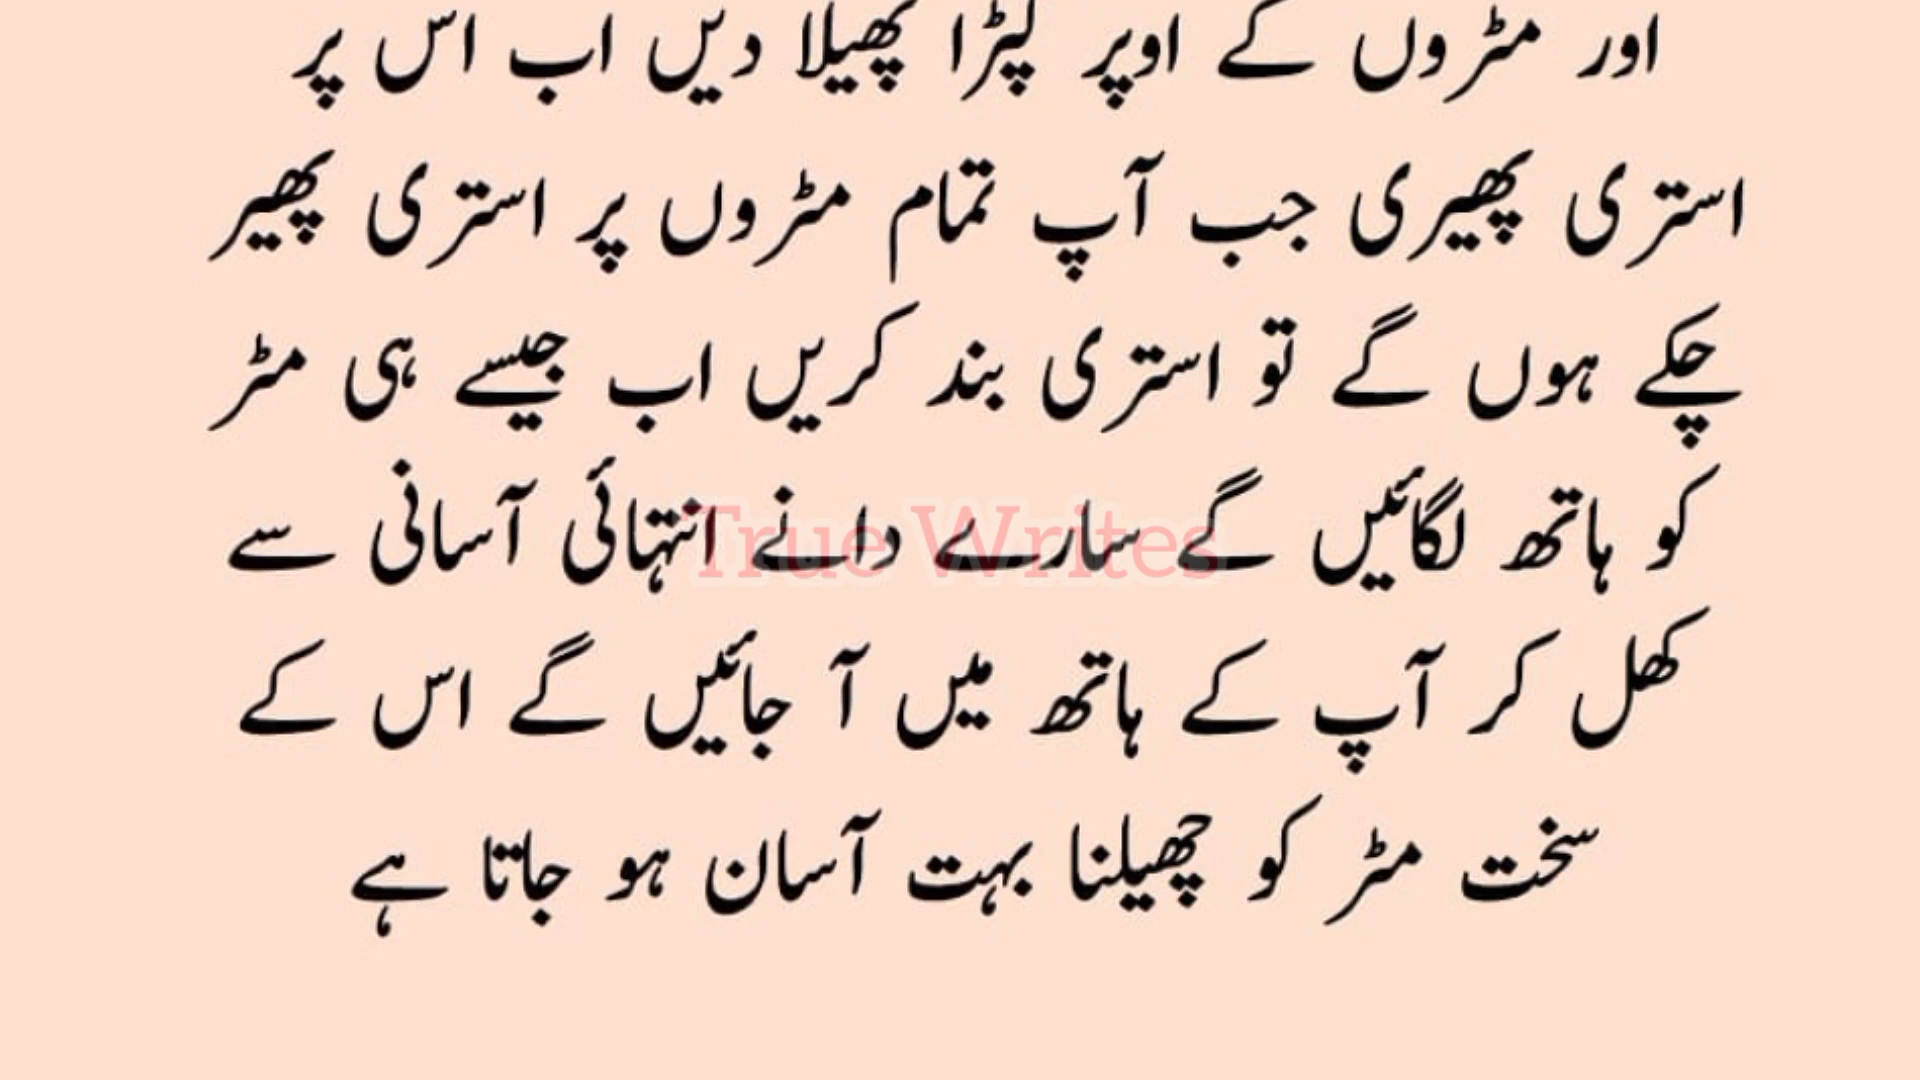 اور مٹروں کے اوپر کپڑا پھیلا دیں اب اس پر
استری پھیری جب آپ تمام مٹروں پر استری پھیر
چکے ہوں گے تو استری بند کریں اب جیسے ہی مٹر
کو ہاتھ لگائیں گے سارے دانے انتہائی آسانی سے
True Writes
کھل کر آپ کے ہاتھ میں آ جائیں گے اس کے
سخت مٹر کو چھیلنا بہت آسان ہو جاتا ہے